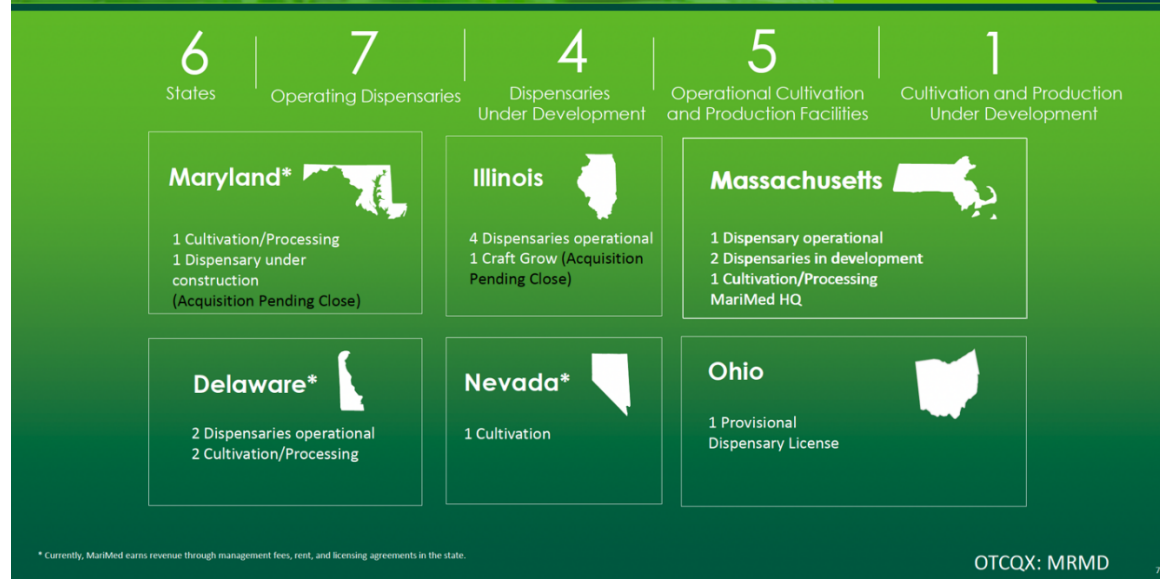 6
States
7
Operating Dispensaries
4
Dispensaries
Under Development
5
Operational Cultivation
and Production Facilities
1
Cultivation and Production
Under Development
Maryland*
1 Cultivation/Processing
1 Dispensary under
construction
(Acquisition Pending Close)
Illinois
4 Dispensaries operational
1 Craft Grow (Acquisition
Pending Close)
Massachusetts
1 Dispensary operational
2 Dispensaries in development
1 Cultivation/Processing
MariMed HQ
Delaware*
2 Dispensaries operational
2 Cultivation/Processing
Nevada*
1 Cultivation
Ohio
1 Provisional
Dispensary License
* Currently, MariMed earns revenue through management fees, rent, and licensing agreements in the state.
OTCQX: MRMD
7